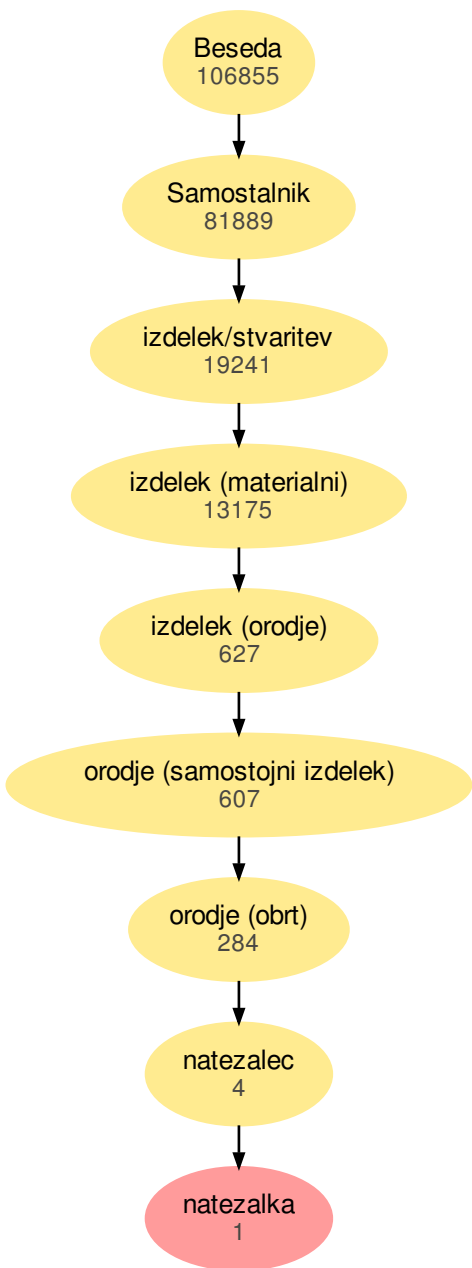 Beseda
106855
Samostalnik
81889
izdelek/stvaritev
19241
izdelek (materialni)
13175
izdelek (orodje)
627
orodje (samostojni izdelek)
607
orodje (obrt)
284
natezalec
4
natezalka
1